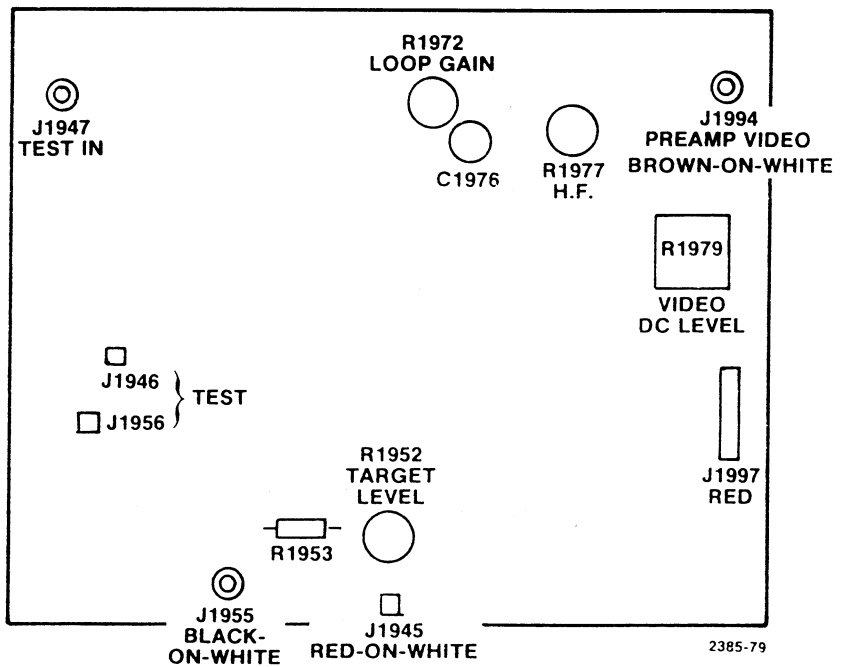 R1972
LOOP GAIN
J1947
TEST IN
C1976
R1977
H.F.
J1994
PREAMP VIDEO
BROWN-ON-WHITE
R1979
VIDEO
DC LEVEL
J1946
J1956
TEST
R1952
TARGET
LEVEL
J1997
RED
R1953
J1955
BLACK-
ON-WHITE
J1945
RED-ON-WHITE
2385-79